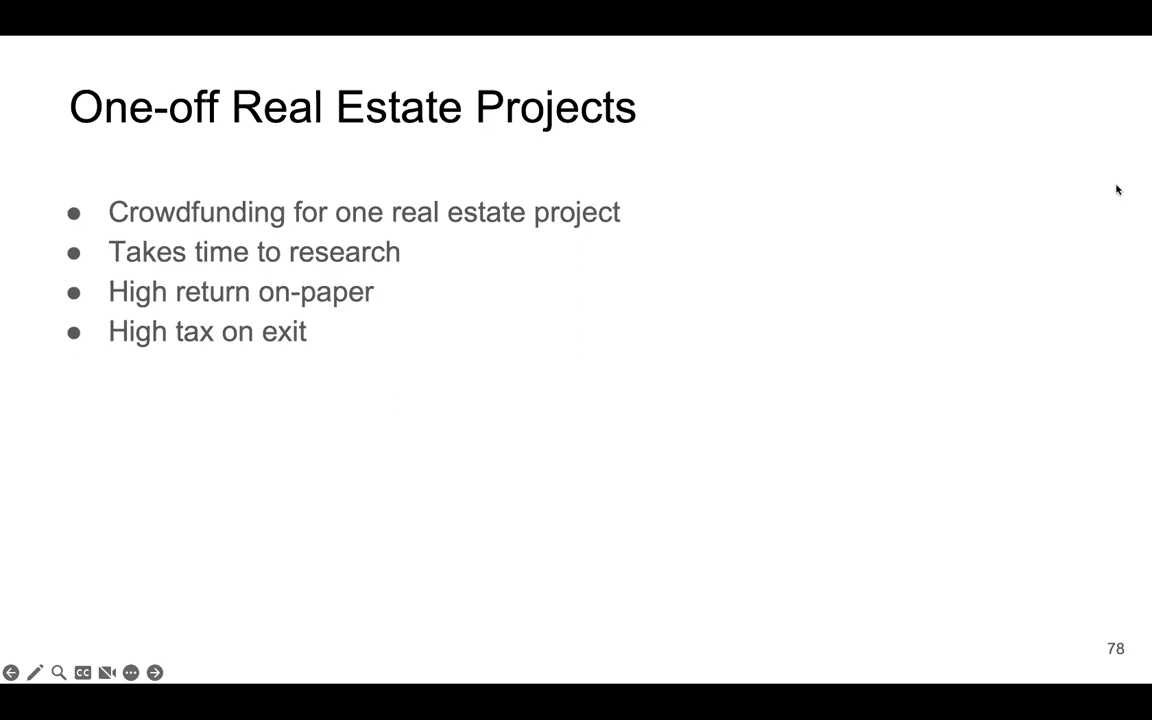 One-off Real Estate Projects
● Crowdfunding for one real estate project
● Takes time to research
● High return on-paper
● High tax on exit
78
CC